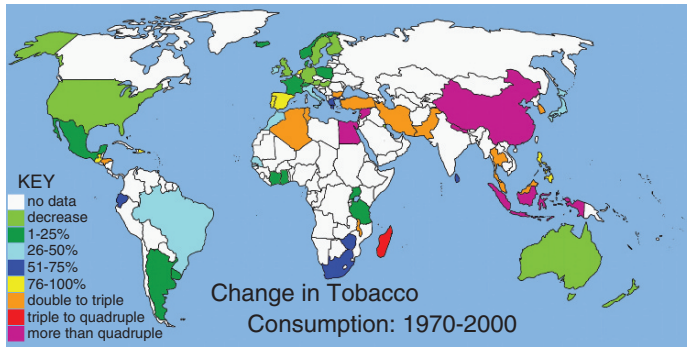 KEY
no data
decrease
1-25%
26-50%
51-75%
76-100%
double to triple
triple to quadruple
more than quadruple
Change in Tobacco
Consumption: 1970-2000